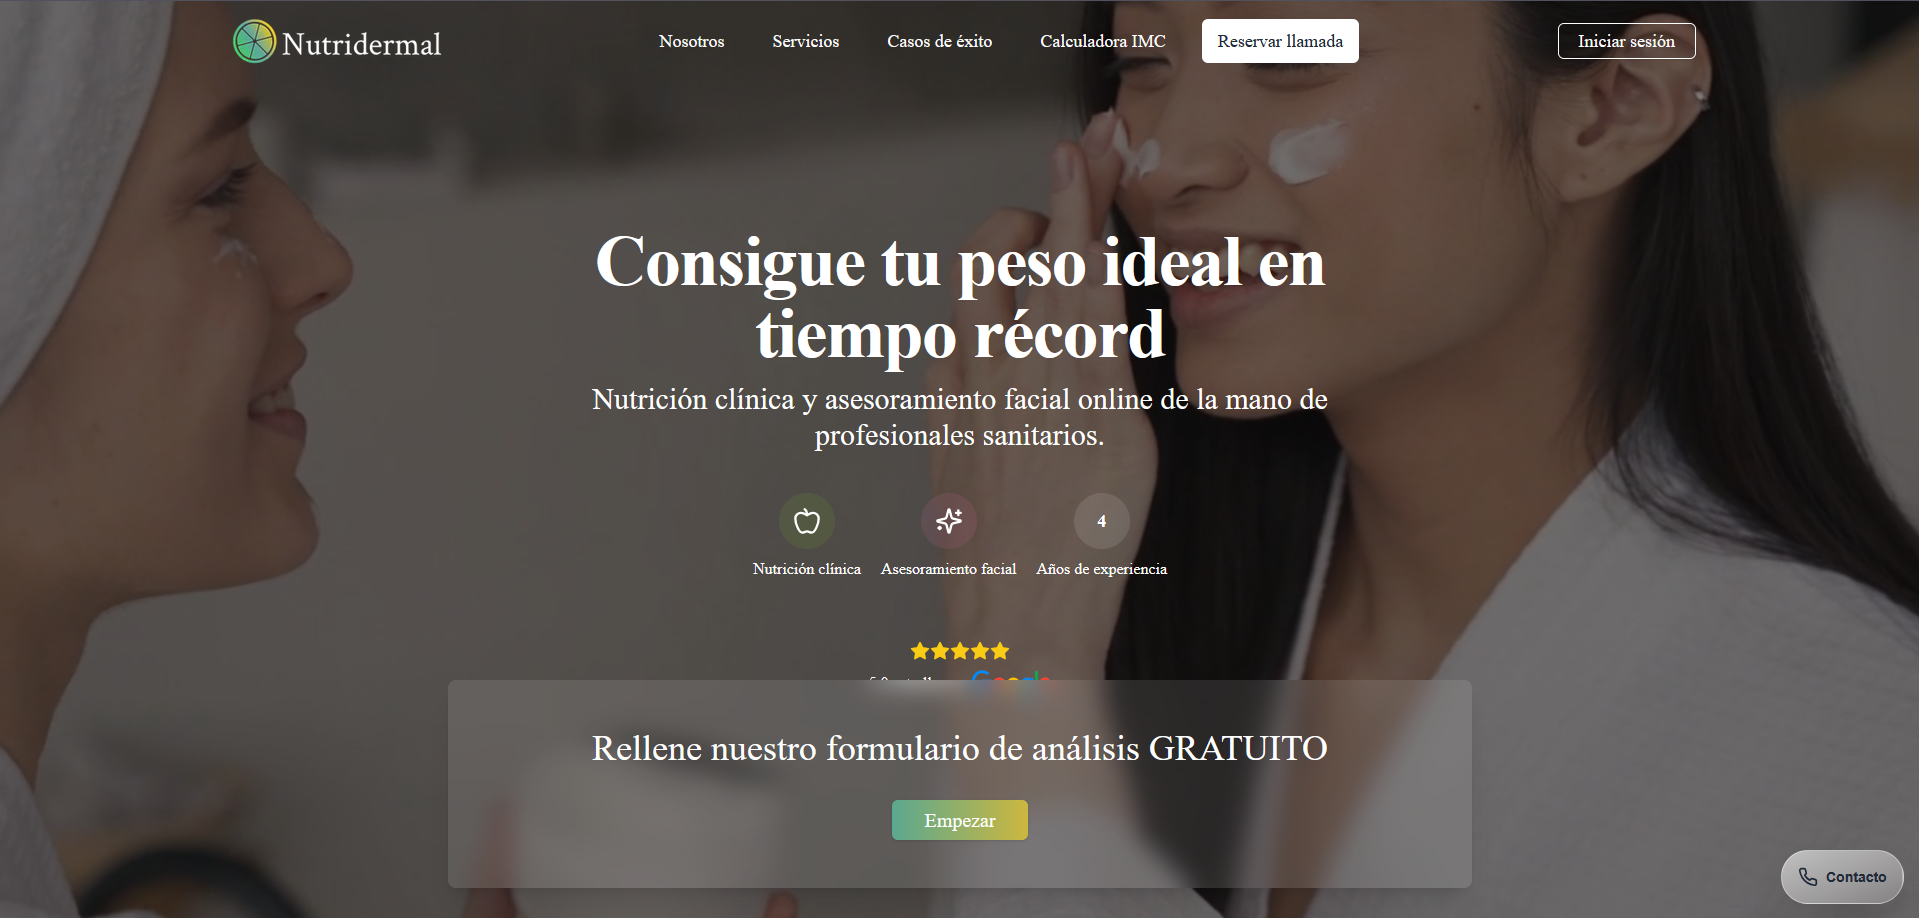 Nutridermal
Nosotros
Servicios
Casos de éxito
Calculadora IMC
Reservar llamada
Iniciar sesión
Consigue tu peso ideal en
tiempo récord
Nutrición clínica y asesoramiento facial online de la mano de
profesionales sanitarios.
4
Nutrición clínica
Asesoramiento facial
Años de experiencia
Google
Rellene nuestro formulario de análisis GRATUITO
Empezar
Contacto